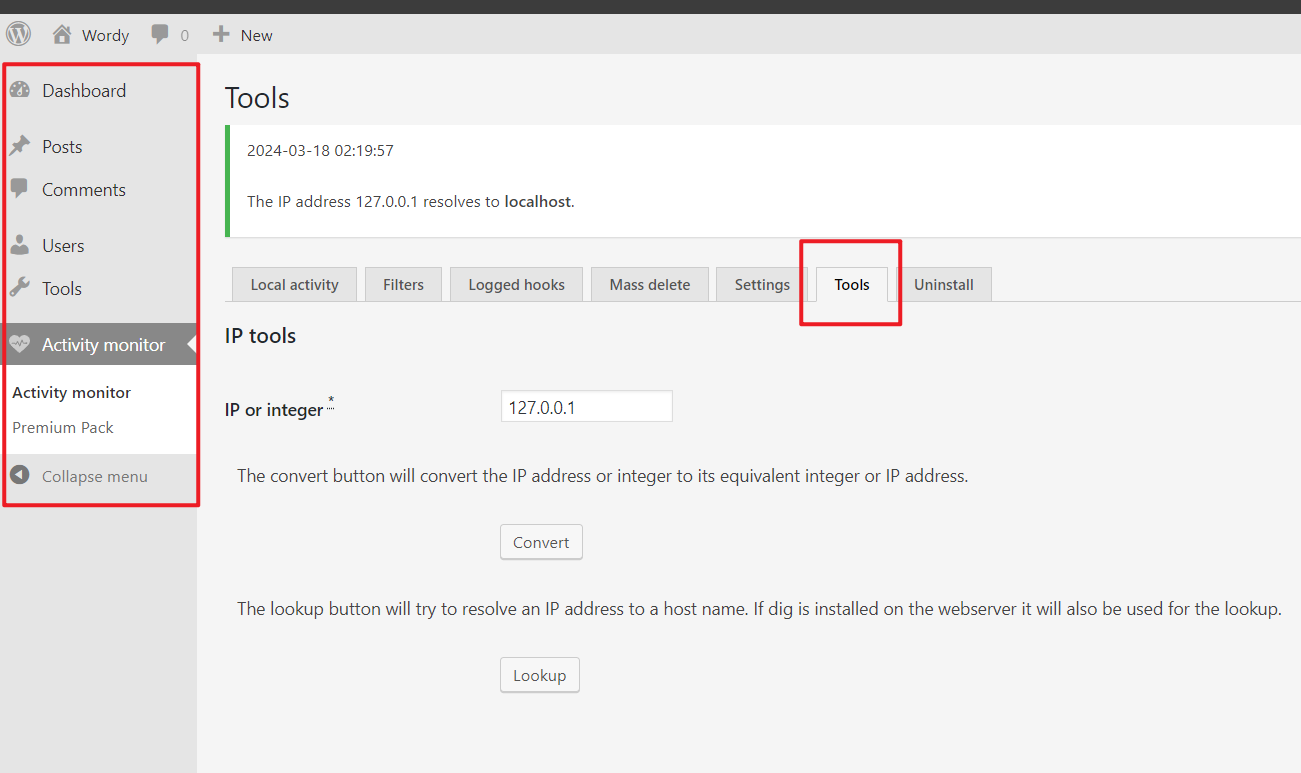 Wordy 0 New
Dashboard
Posts
Comments
Users
Tools
Activity monitor
Activity monitor
Premium Pack
Collapse menu
Tools
2024-03-18 02:19:57
The IP address 127.0.0.1 resolves to localhost.
Local activity Filters Logged hooks Mass delete Settings Tools Uninstall
IP tools
IP or integer * 127.0.0.1
The convert button will convert the IP address or integer to its equivalent integer or IP address.
Convert
The lookup button will try to resolve an IP address to a host name. If dig is installed on the webserver it will also be used for the lookup.
Lookup